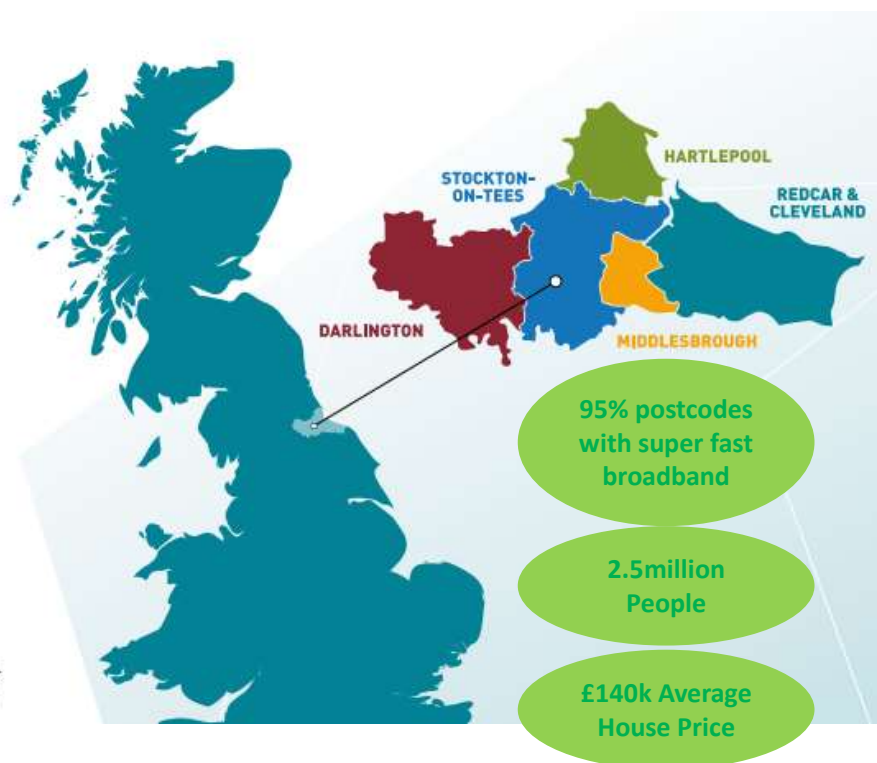 HARTLEPOOL
STOCKTON-
ON-TEES
REDCAR &
CLEVELAND
DARLINGTON
MIDDLESBROUGH
95% postcodes
with super fast
broadband
2.5million
People
£140k Average
House Price